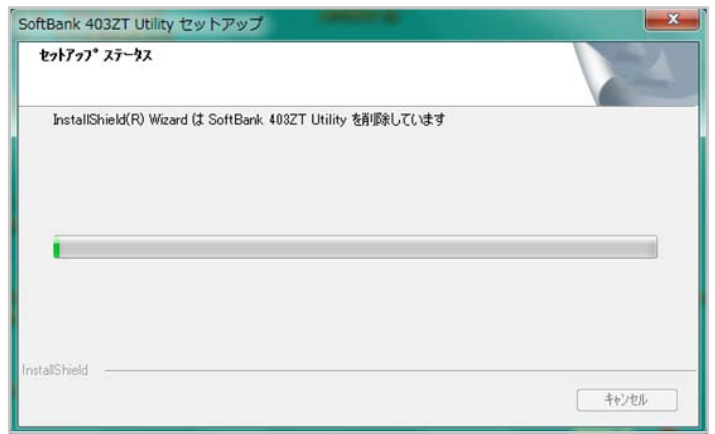 SoftBank 403ZT Utility セットアップ
セットアップ ステータス
InstallShield(R) Wizard は SoftBank 403ZT Utility を削除しています
InstallShield
キャンセル